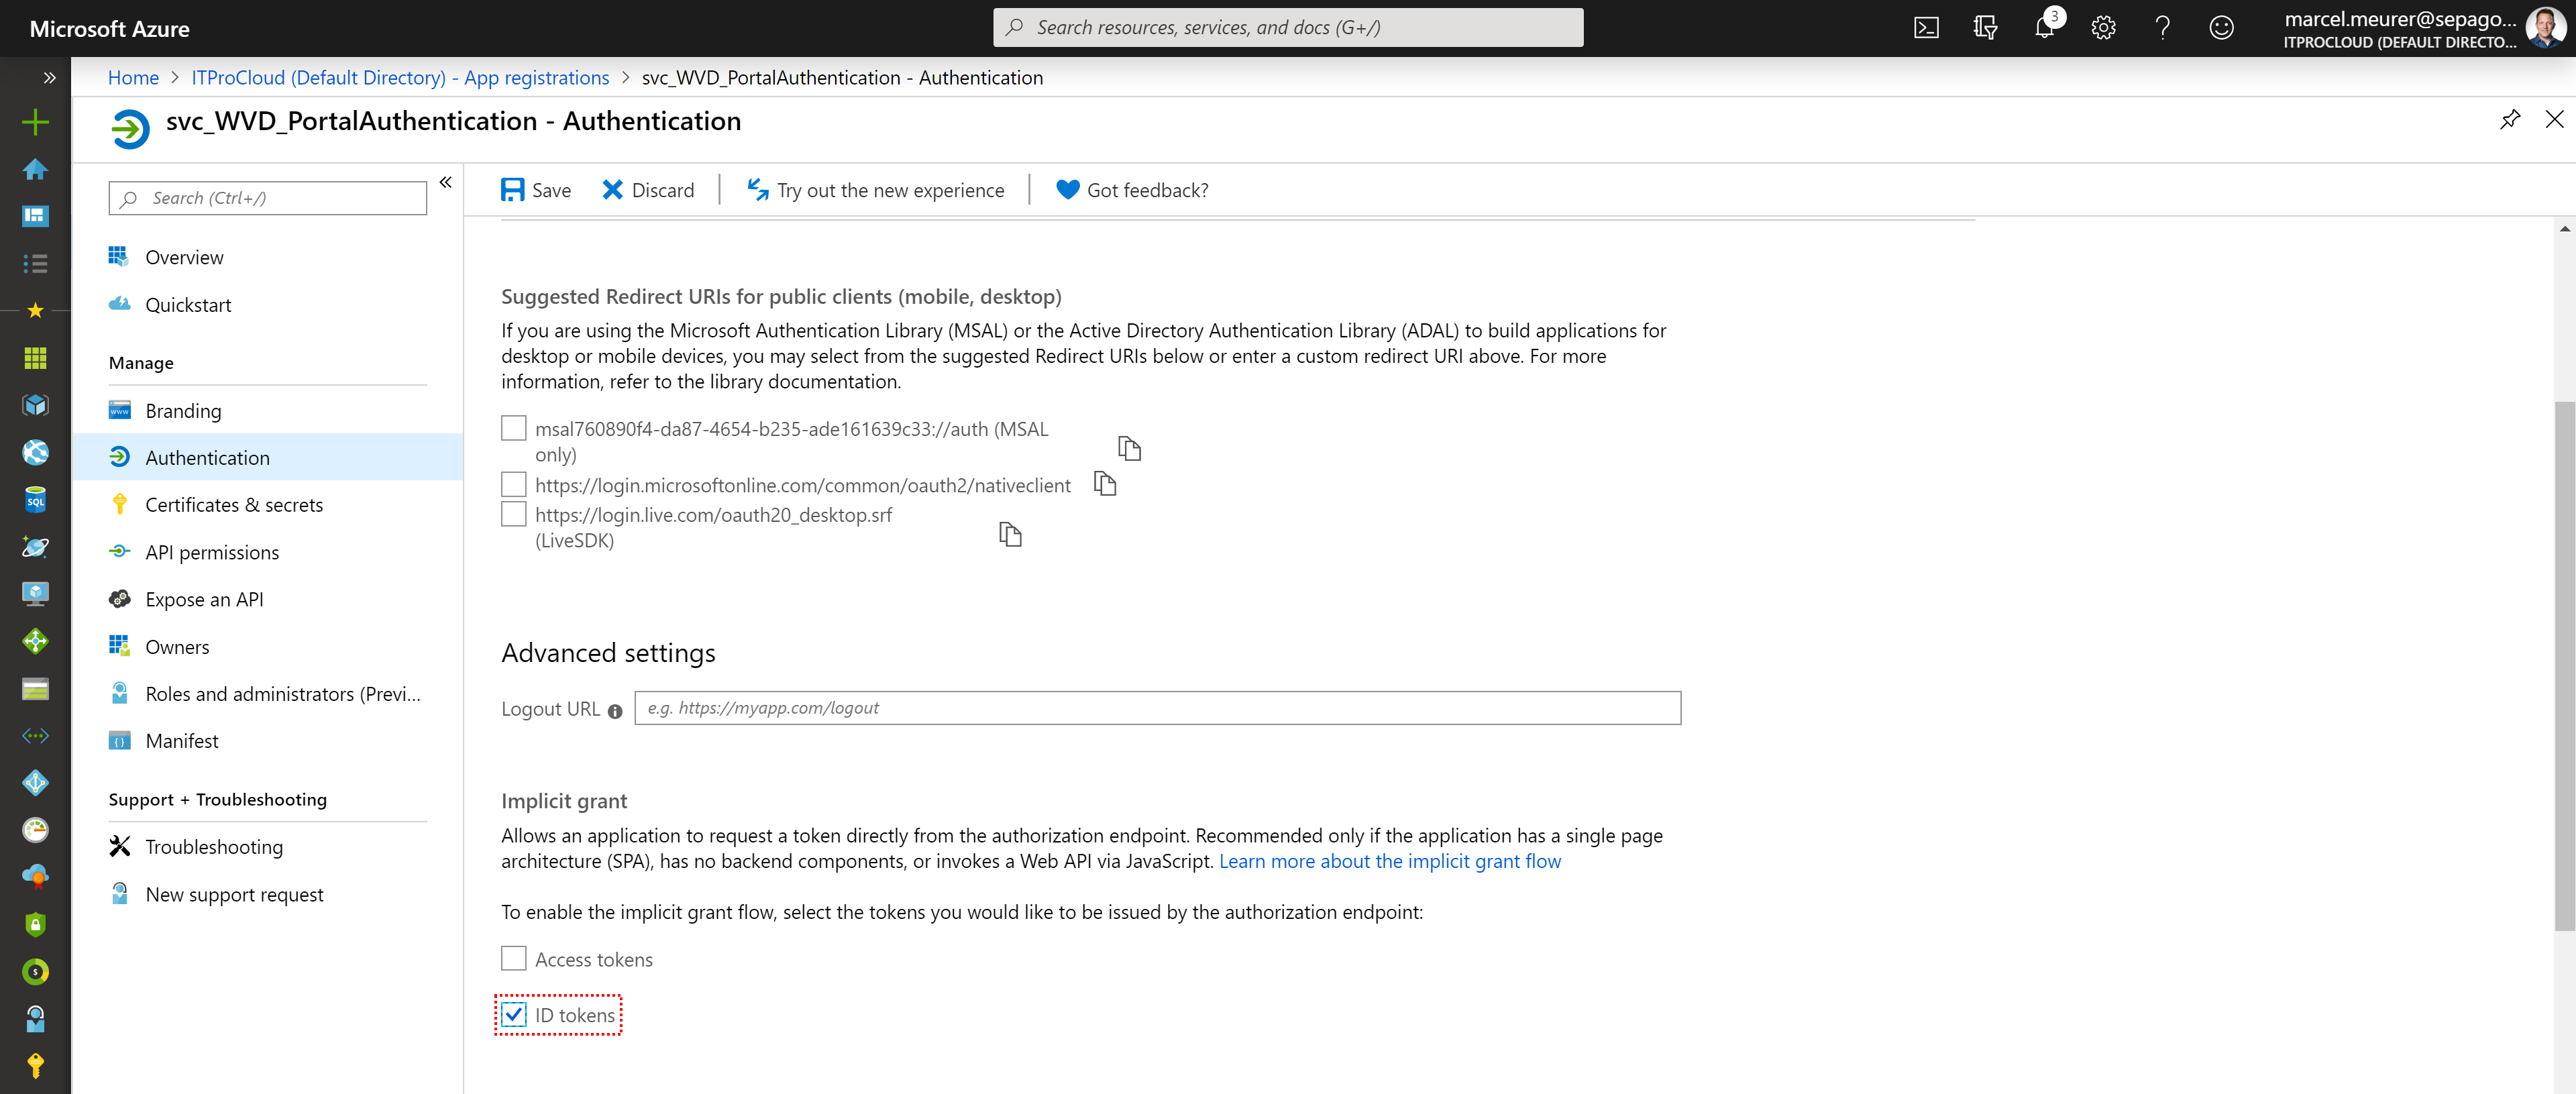 Microsoft Azure
Search resources, services, and docs (G+/)
3
marcel.meurer@sepago...
ITPROCLOUD (DEFAULT DIRECTO...
Home > ITProCloud (Default Directory) - App registrations > svc_WVD_PortalAuthentication - Authentication
svc_WVD_PortalAuthentication - Authentication
Search (Ctrl+/)
Overview
Quickstart
Manage
Branding
Authentication
Certificates & secrets
API permissions
Expose an API
Owners
Roles and administrators (Previ...
Manifest
Support + Troubleshooting
Troubleshooting
New support request
Save
Discard
Try out the new experience
Got feedback?
Suggested Redirect URIs for public clients (mobile, desktop)
If you are using the Microsoft Authentication Library (MSAL) or the Active Directory Authentication Library (ADAL) to build applications for
desktop or mobile devices, you may select from the suggested Redirect URIs below or enter a custom redirect URI above. For more
information, refer to the library documentation.
msal760890f4-da87-4654-b235-ade161639c33://auth (MSAL
only)
https://login.microsoftonline.com/common/oauth2/nativeclient
https://login.live.com/oauth20_desktop.srf
(LiveSDK)
Advanced settings
Logout URL
e.g. https://myapp.com/logout
Implicit grant
Allows an application to request a token directly from the authorization endpoint. Recommended only if the application has a single page
architecture (SPA), has no backend components, or invokes a Web API via JavaScript. Learn more about the implicit grant flow
To enable the implicit grant flow, select the tokens you would like to be issued by the authorization endpoint:
Access tokens
ID tokens